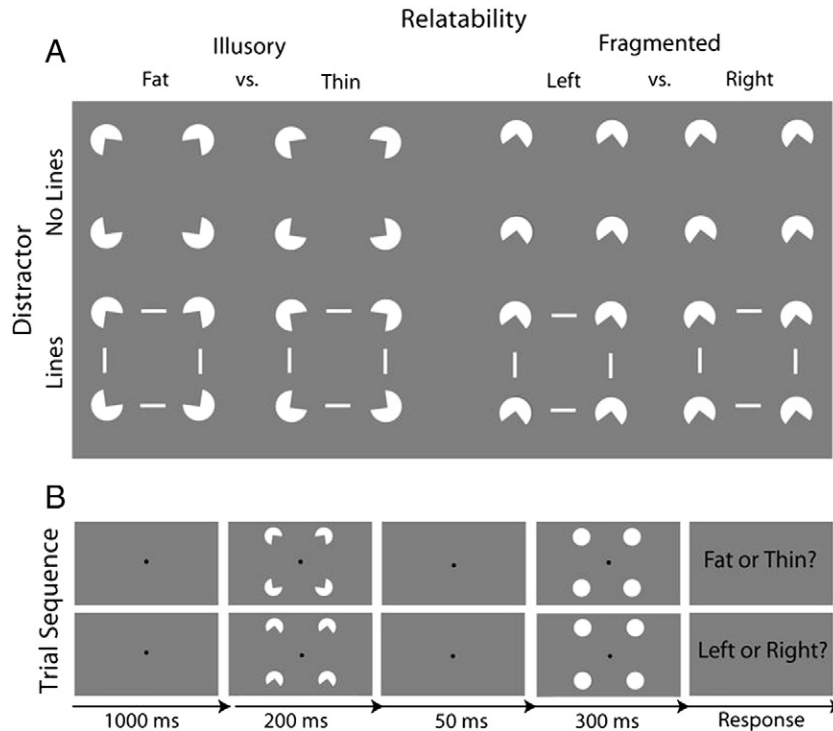 Relatability
A
Illusory
Fragmented
Fat vs. Thin
Left vs. Right
Distractor
No Lines
Lines
B
Trial Sequence
Fat or Thin?
Left or Right?
1000 ms
200 ms
50 ms
300 ms
Response